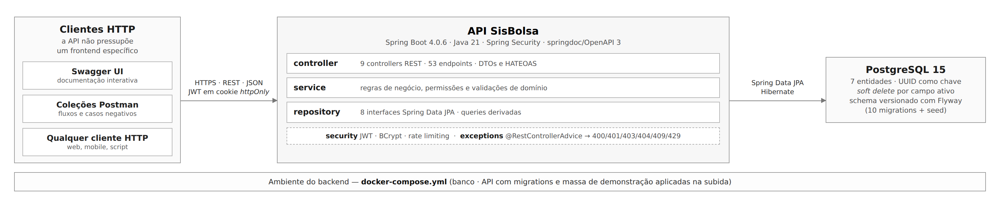 Clientes HTTP
a API não pressupõe
um frontend específico
Swagger UI
documentação interativa
Coleções Postman
fluxos e casos negativos
Qualquer cliente HTTP
web, mobile, script
HTTPS · REST · JSON
JWT em cookie httpOnly
API SisBolsa
Spring Boot 4.0.6 · Java 21 · Spring Security · springdoc/OpenAPI 3
controller 9 controllers REST · 53 endpoints · DTOs e HATEOAS
service regras de negócio, permissões e validações de domínio
repository 8 interfaces Spring Data JPA · queries derivadas
security JWT · BCrypt · rate limiting · exceptions @RestControllerAdvice → 400/401/403/404/409/429
Spring Data JPA
Hibernate
PostgreSQL 15
7 entidades · UUID como chave
soft delete por campo ativo
schema versionado com Flyway
(10 migrations + seed)
Ambiente do backend — docker-compose.yml (banco · API com migrations e massa de demonstração aplicadas na subida)